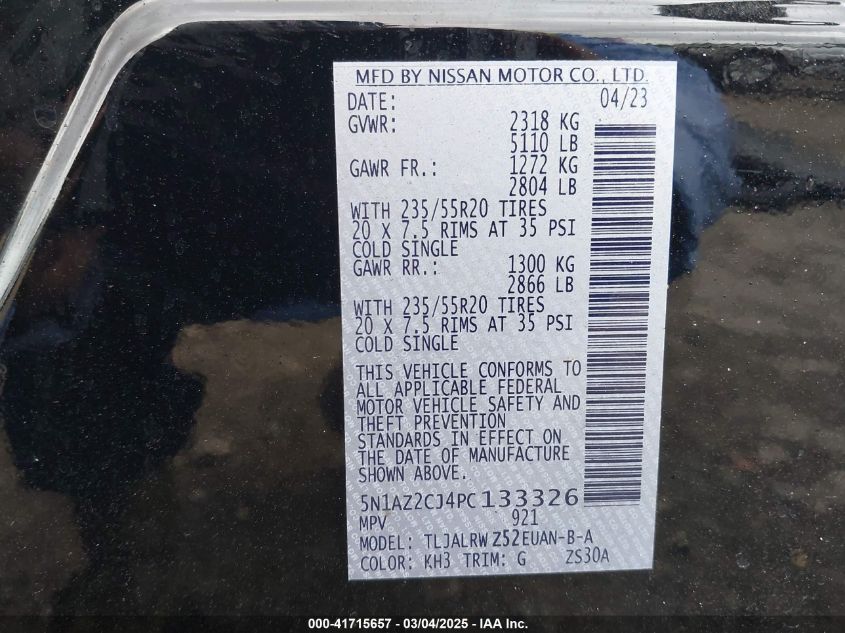 MFD BY NISSAN MOTOR CO., LTD.
DATE: 04/23
GVWR: 2318 KG
5110 LB
GAWR FR.: 1272 KG
2804 LB
WITH 235/55R20 TIRES
20 X 7.5 RIMS AT 35 PSI
COLD SINGLE
GAWR RR.: 1300 KG
2866 LB
WITH 235/55R20 TIRES
20 X 7.5 RIMS AT 35 PSI
COLD SINGLE
THIS VEHICLE CONFORMS TO
ALL APPLICABLE FEDERAL
MOTOR VEHICLE SAFETY AND
THEFT PREVENTION
STANDARDS IN EFFECT ON
THE DATE OF MANUFACTURE
SHOWN ABOVE.
5N1AZ2CJ4PC133326
MPV 921
MODEL: TLJALRW Z52EUAN-B-A
COLOR: KH3 TRIM: G ZS30A
000-41715657 - 03/04/2025 - IAA Inc.